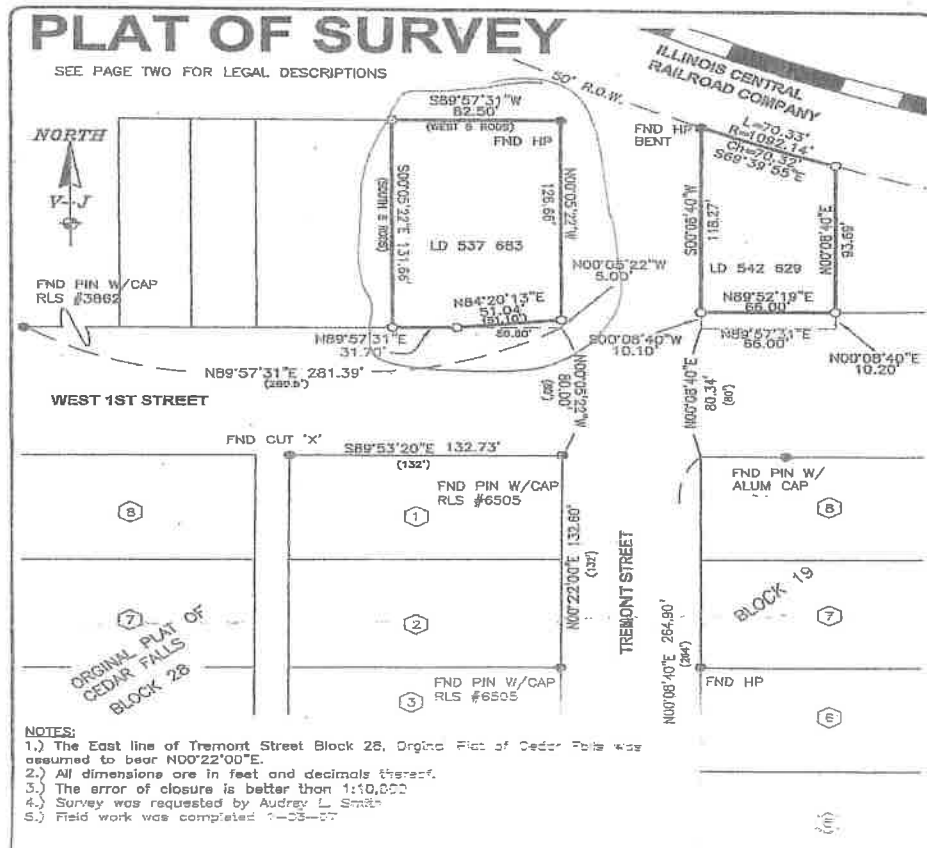 PLAT OF SURVEY
SEE PAGE TWO FOR LEGAL DESCRIPTIONS
ILLINOIS CENTRAL
RAILROAD COMPANY
50' R.O.W.
NORTH
V-J
S89°57'31"W
82.50'
(WEST 5 RODS)
FND HP
S00°05'22"E 131.66'
(SOUTH 8 RODS)
N00°05'22"W
126.66'
LD 537 683
N84°20'13"E
51.04'
(51.10')
50.80'
N89°57'31"E
31.70'
N00°05'22"W
5.00'
FND HP
BENT
L=70.33'
R=1092.14'
Ch=70.32'
S69°39'55"E
S00°08'40"W
118.27'
N00°08'40"E
93.69'
LD 542 629
N89°52'19"E
66.00'
N89°57'31"E
66.00'
S00°08'40"W
10.10'
N00°08'40"E
10.20'
FND PIN W/CAP
RLS #3862
N89°57'31"E 281.39'
WEST 1ST STREET
N00°05'22"W
80.00'
(80')
N00°08'40"E
80.34'
(80')
FND CUT 'X'
S89°53'20"E 132.73'
(132')
FND PIN W/CAP
RLS #6505
FND PIN W/
ALUM CAP
8
1
8
N00°22'00"E 132.60'
(132')
TREMONT STREET
7
2
7
BLOCK 19
ORGINAL PLAT OF
CEDAR FALLS
BLOCK 28
N00°08'40"E 264.90'
(264')
FND PIN W/CAP
RLS #6505
FND HP
3
6
NOTES:
1.) The East line of Tremont Street Block 28, Orginal Plat of Cedar Falls was
assumed to bear N00°22'00"E.
2.) All dimensions are in feet and decimals thereof.
3.) The error of closure is better than 1:10,000
4.) Survey was requested by Audrey L. Smith
5.) Field work was completed 1-03-07